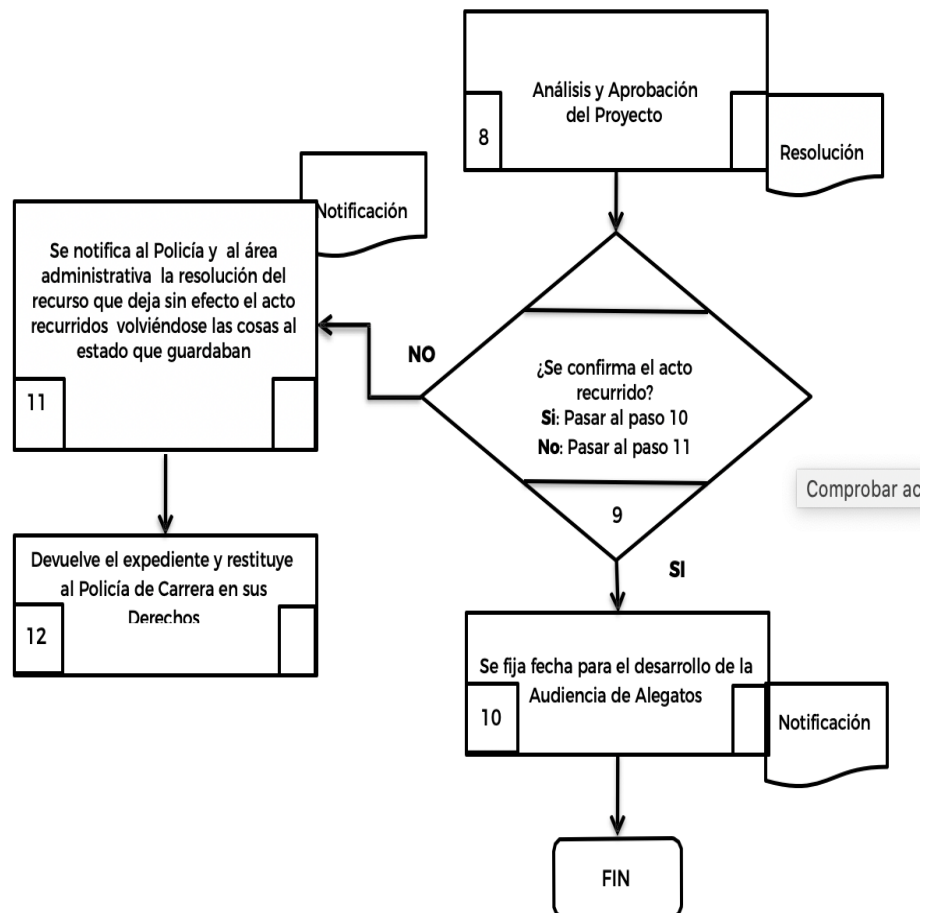 Análisis y Aprobación
del Proyecto
8
Resolución
Notificación
Se notifica al Policía y al área
administrativa la resolución del
recurso que deja sin efecto el acto
recurridos volviéndose las cosas al
estado que guardaban
11
NO
¿Se confirma el acto
recurrido?
Si: Pasar al paso 10
No: Pasar al paso 11
9
Comprobar ac
SI
Devuelve el expediente y restituye
al Policía de Carrera en sus
Derechos
12
Se fija fecha para el desarrollo de la
Audiencia de Alegatos
10
Notificación
FIN